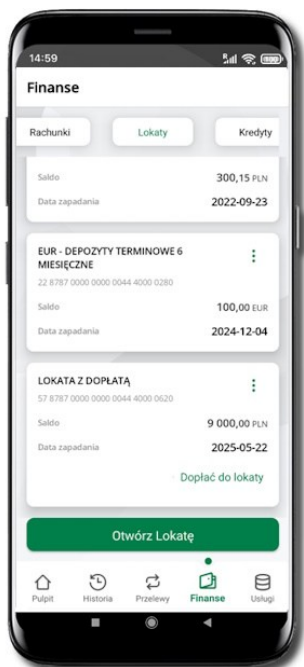 14:59
Finanse
Rachunki
Lokaty
Kredyty
Saldo 300,15 PLN
Data zapadania 2022-09-23
EUR - DEPOZYTY TERMINOWE 6
MIESIĘCZNE
22 8787 0000 0000 0044 4000 0280
Saldo 100,00 EUR
Data zapadania 2024-12-04
LOKATA Z DOPŁATĄ
57 8787 0000 0000 0044 4000 0620
Saldo 9 000,00 PLN
Data zapadania 2025-05-22
Dopłać do lokaty
Otwórz Lokatę
Pulpit
Historia
Przelewy
Finanse
Usługi